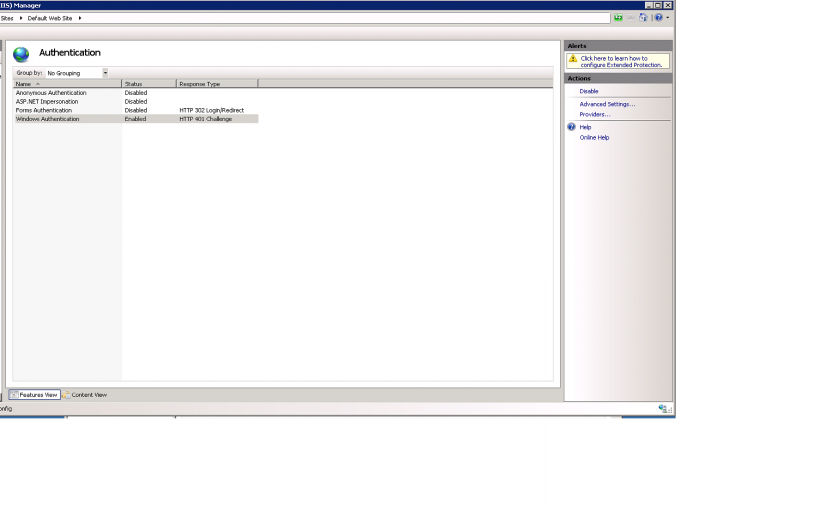 IIS) Manager
Sites ▸ Default Web Site ▸
Authentication
Group by: No Grouping
Name Status Response Type
Anonymous Authentication Disabled
ASP.NET Impersonation Disabled
Forms Authentication Disabled HTTP 302 Login/Redirect
Windows Authentication Enabled HTTP 401 Challenge
Alerts
Click here to learn how to
configure Extended Protection.
Actions
Disable
Advanced Settings...
Providers...
Help
Online Help
Features View Content View
onfig